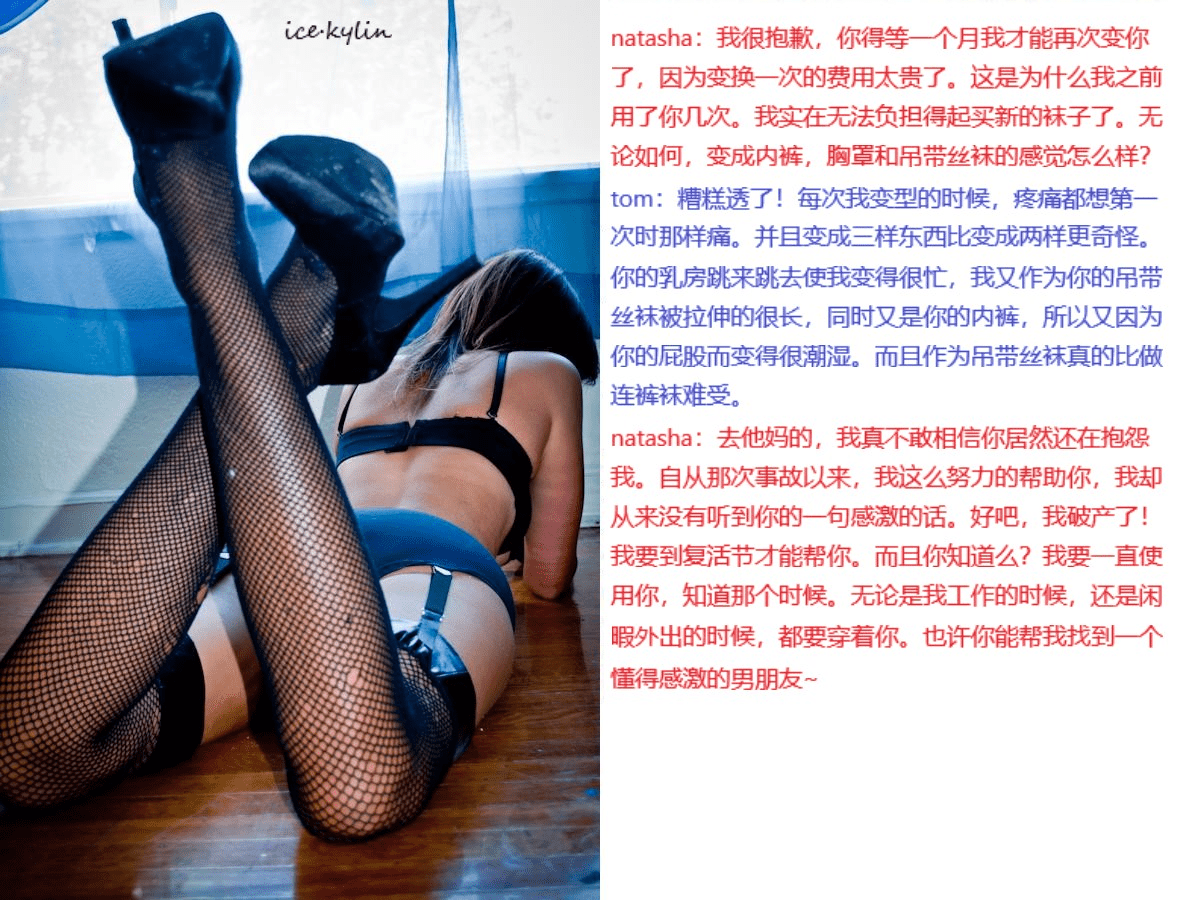 ice·kylin
natasha：我很抱歉，你得等一个月我才能再次变你
了，因为变换一次的费用太贵了。这是为什么我之前
用了你几次。我实在无法负担得起买新的袜子了。无
论如何，变成内裤，胸罩和吊带丝袜的感觉怎么样？
tom：糟糕透了！每次我变型的时候，疼痛都想第一
次时那样痛。并且变成三样东西比变成两样更奇怪。
你的乳房跳来跳去使我变得很忙，我又作为你的吊带
丝袜被拉伸的很长，同时又是你的内裤，所以又因为
你的屁股而变得很潮湿。而且作为吊带丝袜真的比做
连裤袜难受。
natasha：去他妈的，我真不敢相信你居然还在抱怨
我。自从那次事故以来，我这么努力的帮助你，我却
从来没有听到你的一句感激的话。好吧，我破产了！
我要到复活节才能帮你。而且你知道么？我要一直使
用你，知道那个时候。无论是我工作的时候，还是闲
暇外出的时候，都要穿着你。也许你能帮我找到一个
懂得感激的男朋友~